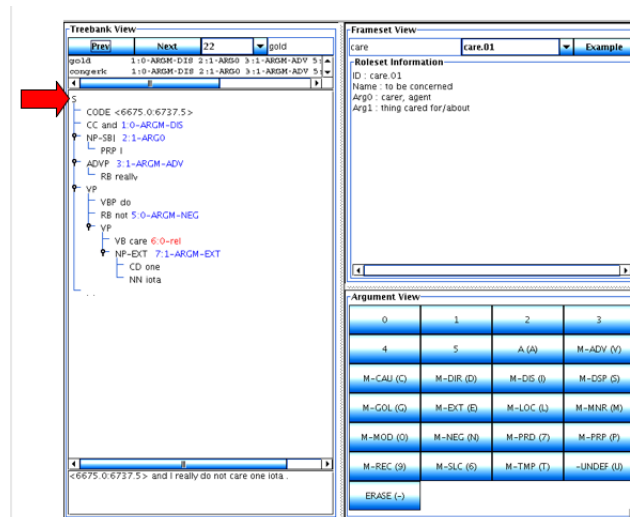 Treebank View
Prev Next 22 gold
gold 1:0-ARGM-DIS 2:1-ARG0 3:1-ARGM-ADV 5:
congerk 1:0-ARGM-DIS 2:1-ARG0 3:1-ARGM-ADV 5:
S
CODE <6675.0:6737.5>
CC and 1:0-ARGM-DIS
NP-SBJ 2:1-ARG0
PRP I
ADVP 3:1-ARGM-ADV
RB really
VP
VBP do
RB not 5:0-ARGM-NEG
VP
VB care 6:0-rel
NP-EXT 7:1-ARGM-EXT
CD one
NN iota
. .
<6675.0:6737.5> and I really do not care one iota .
Frameset View
care care.01 Example
Roleset Information
ID : care.01
Name : to be concerned
Arg0 : carer, agent
Arg1 : thing cared for/about
Argument View
0 1 2 3
4 5 A (A) M-ADV (V)
M-CAU (C) M-DIR (D) M-DIS (I) M-DSP (S)
M-GOL (G) M-EXT (E) M-LOC (L) M-MNR (M)
M-MOD (O) M-NEG (N) M-PRD (7) M-PRP (P)
M-REC (9) M-SLC (6) M-TMP (T) -UNDEF (U)
ERASE (-)